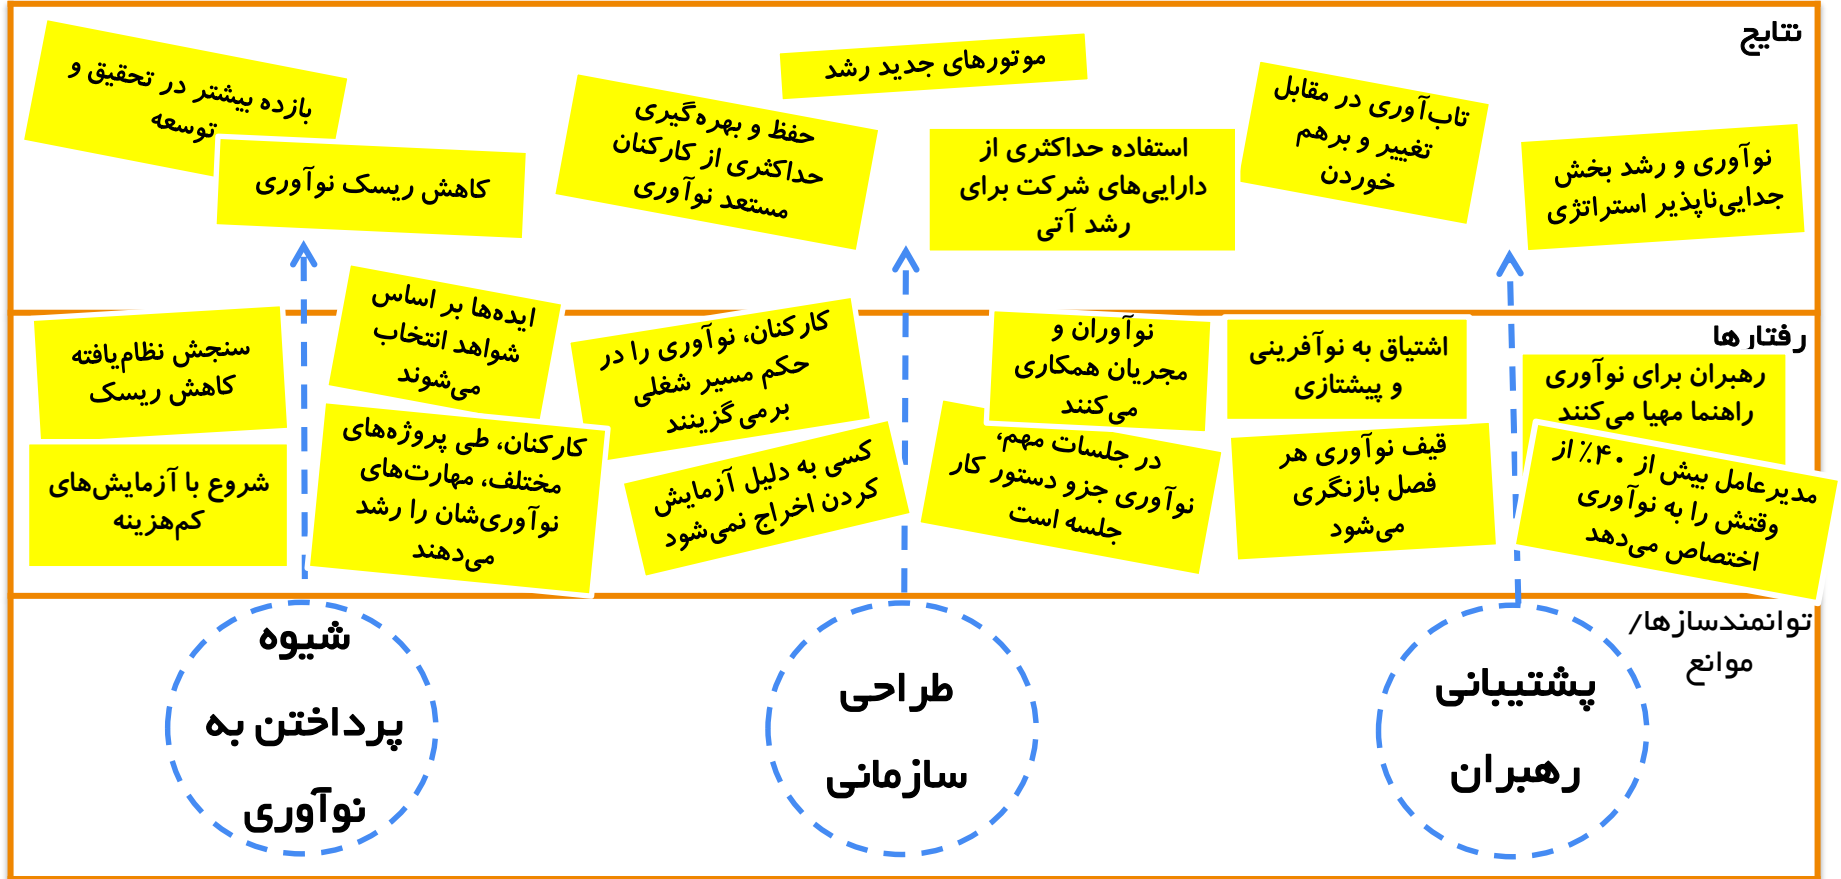 نتایج
نوآوری و رشد بخش
جدایی‌ناپذیر استراتژی
تاب‌آوری در مقابل
تغییر و برهم
خوردن
موتورهای جدید رشد
استفاده حداکثری از
دارایی‌های شرکت برای
رشد آتی
حفظ و بهره‌گیری
حداکثری از کارکنان
مستعد نوآوری
بازده بیشتر در تحقیق و
توسعه
کاهش ریسک نوآوری
رفتارها
رهبران برای نوآوری
راهنما مهیا می‌کنند
مدیرعامل بیش از ۴۰٪ از
وقتش را به نوآوری
اختصاص می‌دهد
اشتیاق به نوآفرینی
و پیشتازی
قیف نوآوری هر
فصل بازنگری
می‌شود
نوآوران و
مجریان همکاری
می‌کنند
در جلسات مهم،
نوآوری جزو دستور کار
جلسه است
کارکنان، نوآوری را در
حکم مسیر شغلی
برمی‌گزینند
کسی به دلیل آزمایش
کردن اخراج نمی‌شود
ایده‌ها بر اساس
شواهد انتخاب
می‌شوند
کارکنان، طی پروژه‌های
مختلف، مهارت‌های
نوآوری‌شان را رشد
می‌دهند
سنجش نظام‌یافته
کاهش ریسک
شروع با آزمایش‌های
کم‌هزینه
توانمندسازها/
موانع
پشتیبانی
رهبران
طراحی
سازمانی
شیوه
پرداختن به
نوآوری